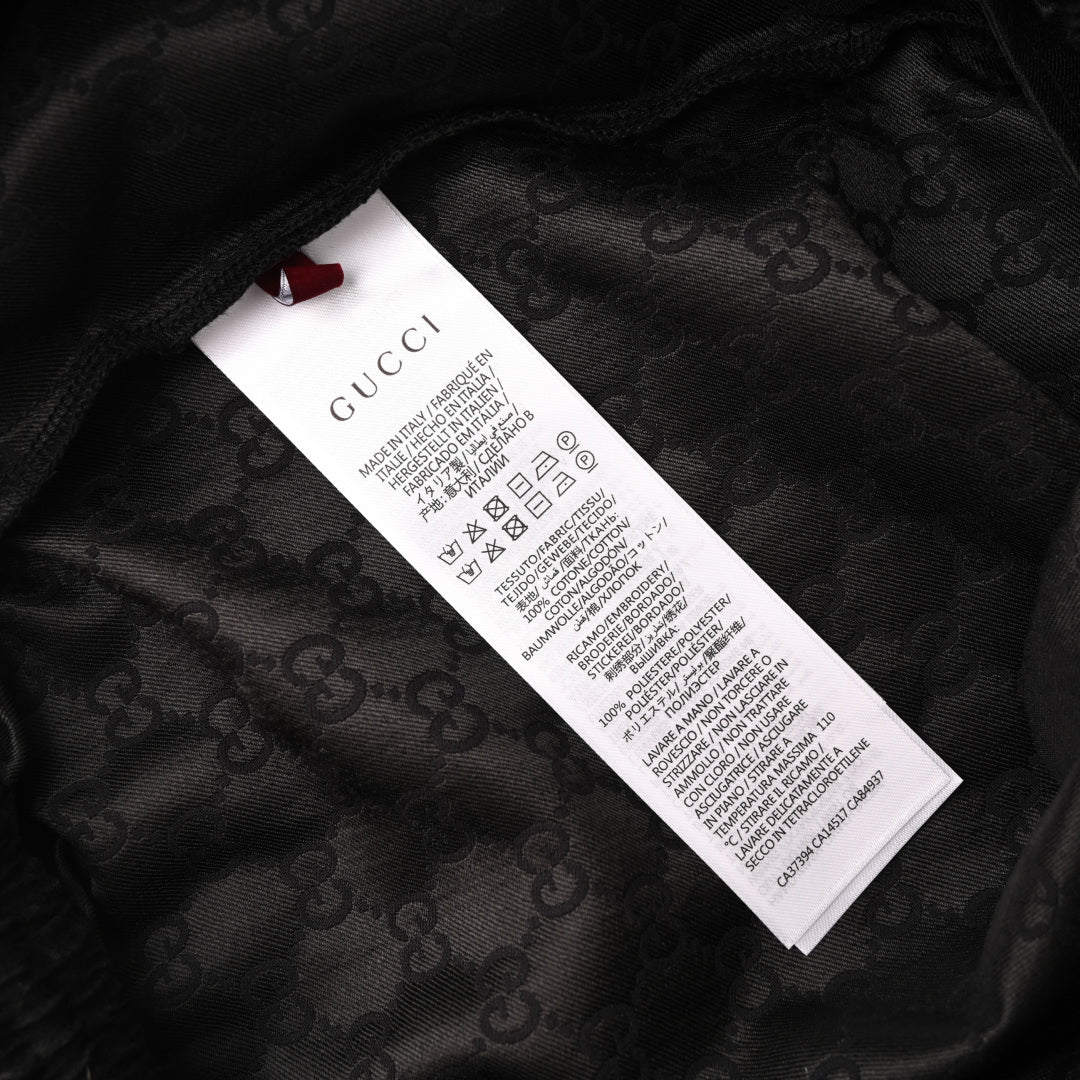 GUCCI
MADE IN ITALY / FABRIQUÉ EN
ITALIE / HECHO EN ITALIA /
HERGESTELLT IN ITALIEN /
FABRICADO EM ITALIA /
イタリア製 / صنع في إيطاليا
产地：意大利 / СДЕЛАНО В
ИТАЛИИ
P
P
TESSUTO/FABRIC/TISSU/
TEJIDO/GEWEBE/TECIDO/
表地/ قماش /面料/ТКАНЬ:
100% COTONE/COTTON/
COTON/ALGODON/
BAUMWOLLE/ALGODAO/コットン/
قطن/棉/ХЛОПОК
RICAMO/EMBROIDERY/
BRODERIE/BORDADO/
STICKEREI/BORDADO/
刺繍部分/ تطريز /绣花/
ВЫШИВКА:
100% POLIESTERE/POLYESTER/
POLIÉSTER/POLIÉSTER/
ポリエステル/ بوليستر /聚酯纤维/
ПОЛИЭСТЕР
LAVARE A MANO / LAVARE A
ROVESCIO / NON TORCERE O
STRIZZARE / NON LASCIARE IN
AMMOLLO / NON TRATTARE
CON CLORO / NON USARE
ASCIUGATRICE / ASCIUGARE
IN PIANO / STIRARE A
TEMPERATURA MASSIMA 110
°C / STIRARE IL RICAMO /
LAVARE DELICATAMENTE A
SECCO IN TETRACLOROETILENE
CA37394 CA14517 CA84937